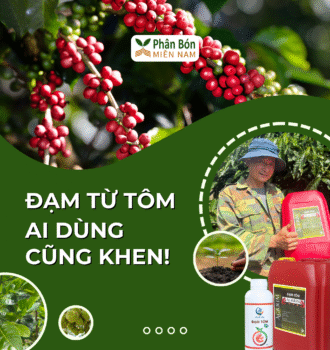 Phân Bón
MIỀN NAM
ĐẠM TỪ TÔM
AI DÙNG
CŨNG KHEN!